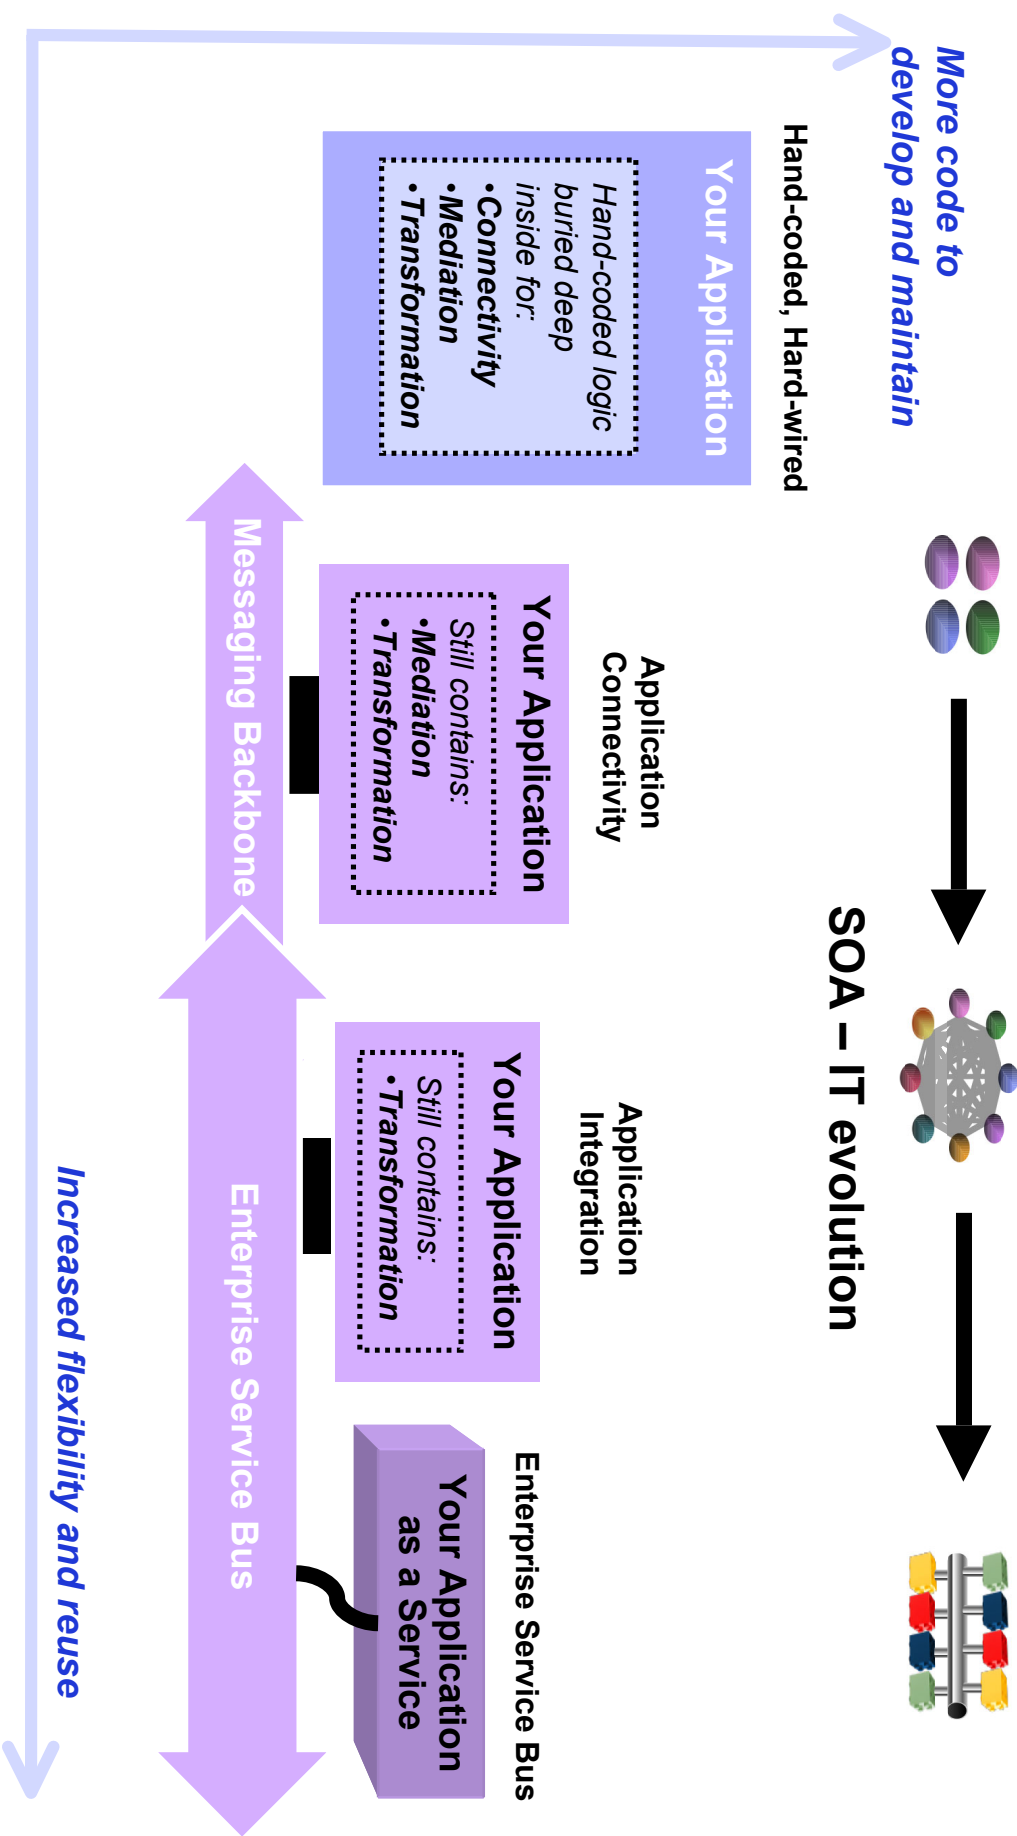 More code to
develop and maintain
SOA – IT evolution
Hand-coded, Hard-wired
Your Application
Hand-coded logic
buried deep
inside for:
•Connectivity
•Mediation
•Transformation
Application
Connectivity
Your Application
Still contains:
•Mediation
•Transformation
Messaging Backbone
Application
Integration
Your Application
Still contains:
•Transformation
Enterprise Service Bus
Your Application
as a Service
Enterprise Service Bus
Increased flexibility and reuse